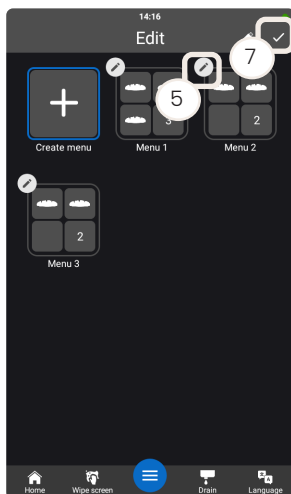 14:16
Edit
7
5
3
2
Create menu
Menu 1
Menu 2
2
Menu 3
Home
Wipe screen
Drain
Language